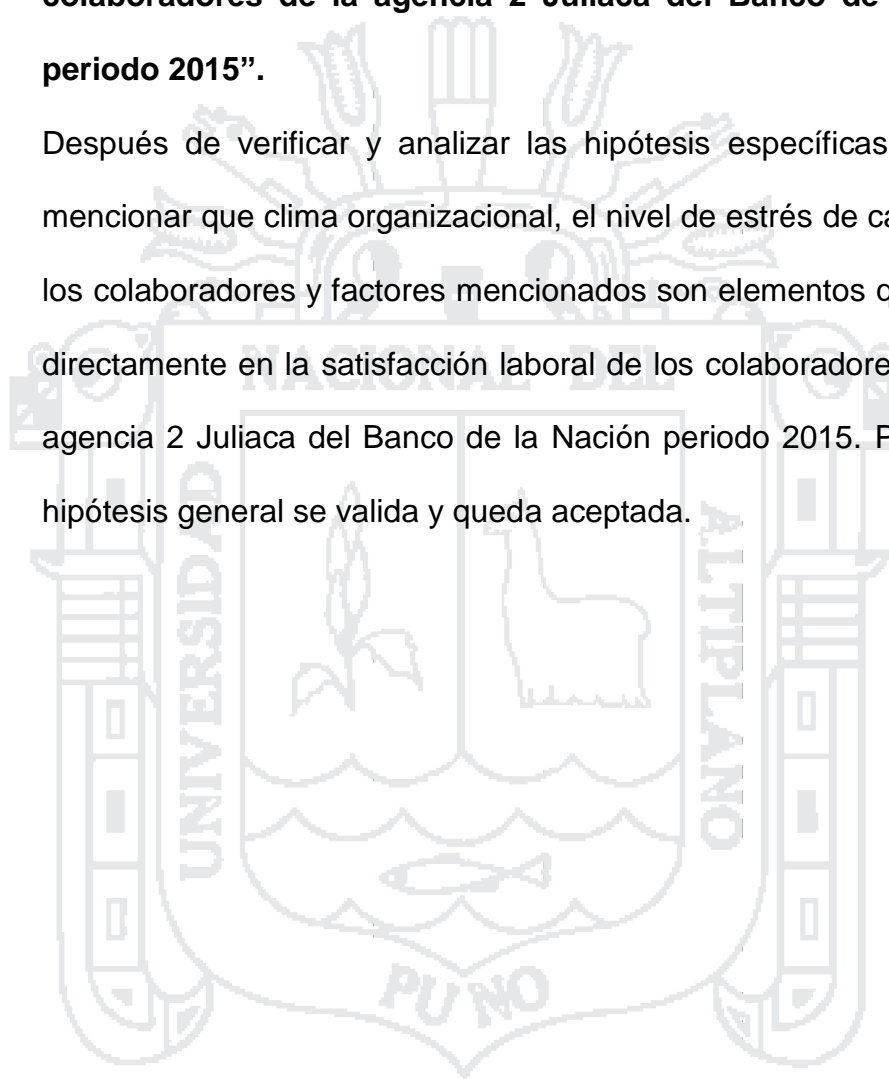 colaboradores de la agencia 2 Juliaca del Banco de
periodo 2015”.
Después de verificar y analizar las hipótesis específicas
mencionar que clima organizacional, el nivel de estrés de
los colaboradores y factores mencionados son elementos
directamente en la satisfacción laboral de los
agencia 2 Juliaca del Banco de la Nación periodo 2015.
hipótesis general se valida y queda aceptada.
NACIONAL DEL
UNIVERSIDAD
ALTIPLANO
PUNO